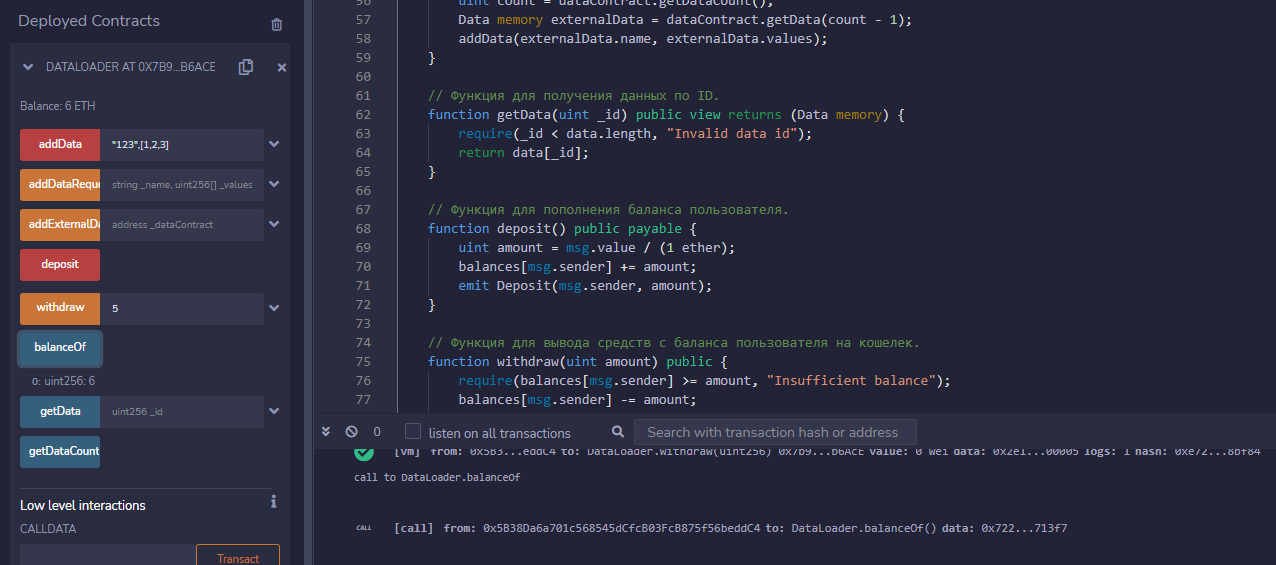 Deployed Contracts
DATALOADER AT 0X7B9...B6ACE
Balance: 6 ETH
addData "123",[1,2,3]
addDataReque string _name, uint256[] _values
addExternalDa address _dataContract
deposit
withdraw 5
balanceOf
0: uint256: 6
getData uint256 _id
getDataCount
Low level interactions i
CALLDATA
Transact
56 uint count = dataContract.getDataCount();
57 Data memory externalData = dataContract.getData(count - 1);
58 addData(externalData.name, externalData.values);
59 }
60
61 // Функция для получения данных по ID.
62 function getData(uint _id) public view returns (Data memory) {
63 require(_id < data.length, "Invalid data id");
64 return data[_id];
65 }
66
67 // Функция для пополнения баланса пользователя.
68 function deposit() public payable {
69 uint amount = msg.value / (1 ether);
70 balances[msg.sender] += amount;
71 emit Deposit(msg.sender, amount);
72 }
73
74 // Функция для вывода средств с баланса пользователя на кошелек.
75 function withdraw(uint amount) public {
76 require(balances[msg.sender] >= amount, "Insufficient balance");
77 balances[msg.sender] -= amount;
0 listen on all transactions Search with transaction hash or address
[vm] from: 0x5B3...eddC4 to: DataLoader.withdraw(uint256) 0x7b9...b6AcE value: 0 wei data: 0x2e1...00005 logs: 1 hash: 0xe72...8bf84
call to DataLoader.balanceOf
CALL [call] from: 0x5B38Da6a701c568545dCfcB03FcB875f56beddC4 to: DataLoader.balanceOf() data: 0x722...713f7